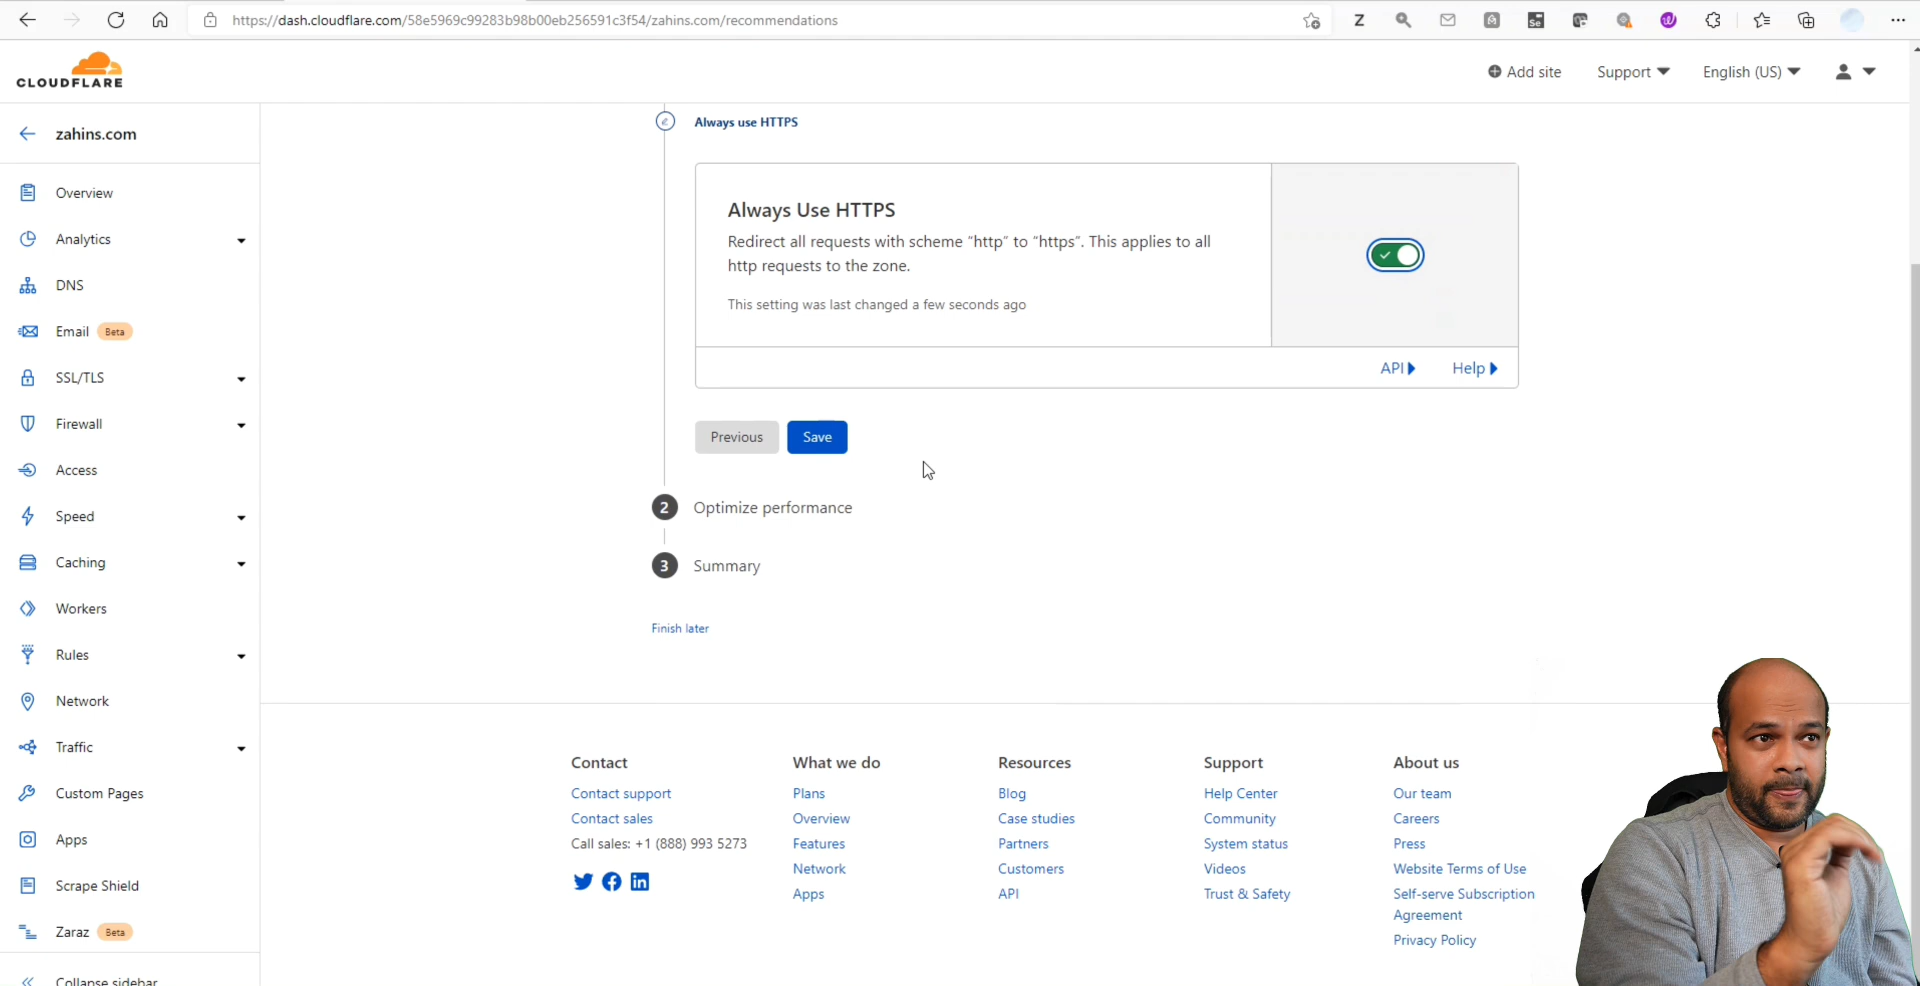 https://dash.cloudflare.com/58e5969c99283b98b00eb256591c3f54/zahins.com/recommendations
CLOUDFLARE
Add site
Support
English (US)
zahins.com
Overview
Analytics
DNS
Email Beta
SSL/TLS
Firewall
Access
Speed
Caching
Workers
Rules
Network
Traffic
Custom Pages
Apps
Scrape Shield
Zaraz Beta
Collapse sidebar
Always use HTTPS
Always Use HTTPS
Redirect all requests with scheme “http” to “https”. This applies to all
http requests to the zone.
This setting was last changed a few seconds ago
API
Help
Previous
Save
2 Optimize performance
3 Summary
Finish later
Contact
Contact support
Contact sales
Call sales: +1 (888) 993 5273
What we do
Plans
Overview
Features
Network
Apps
Resources
Blog
Case studies
Partners
Customers
API
Support
Help Center
Community
System status
Videos
Trust & Safety
About us
Our team
Careers
Press
Website Terms of Use
Self-serve Subscription
Agreement
Privacy Policy